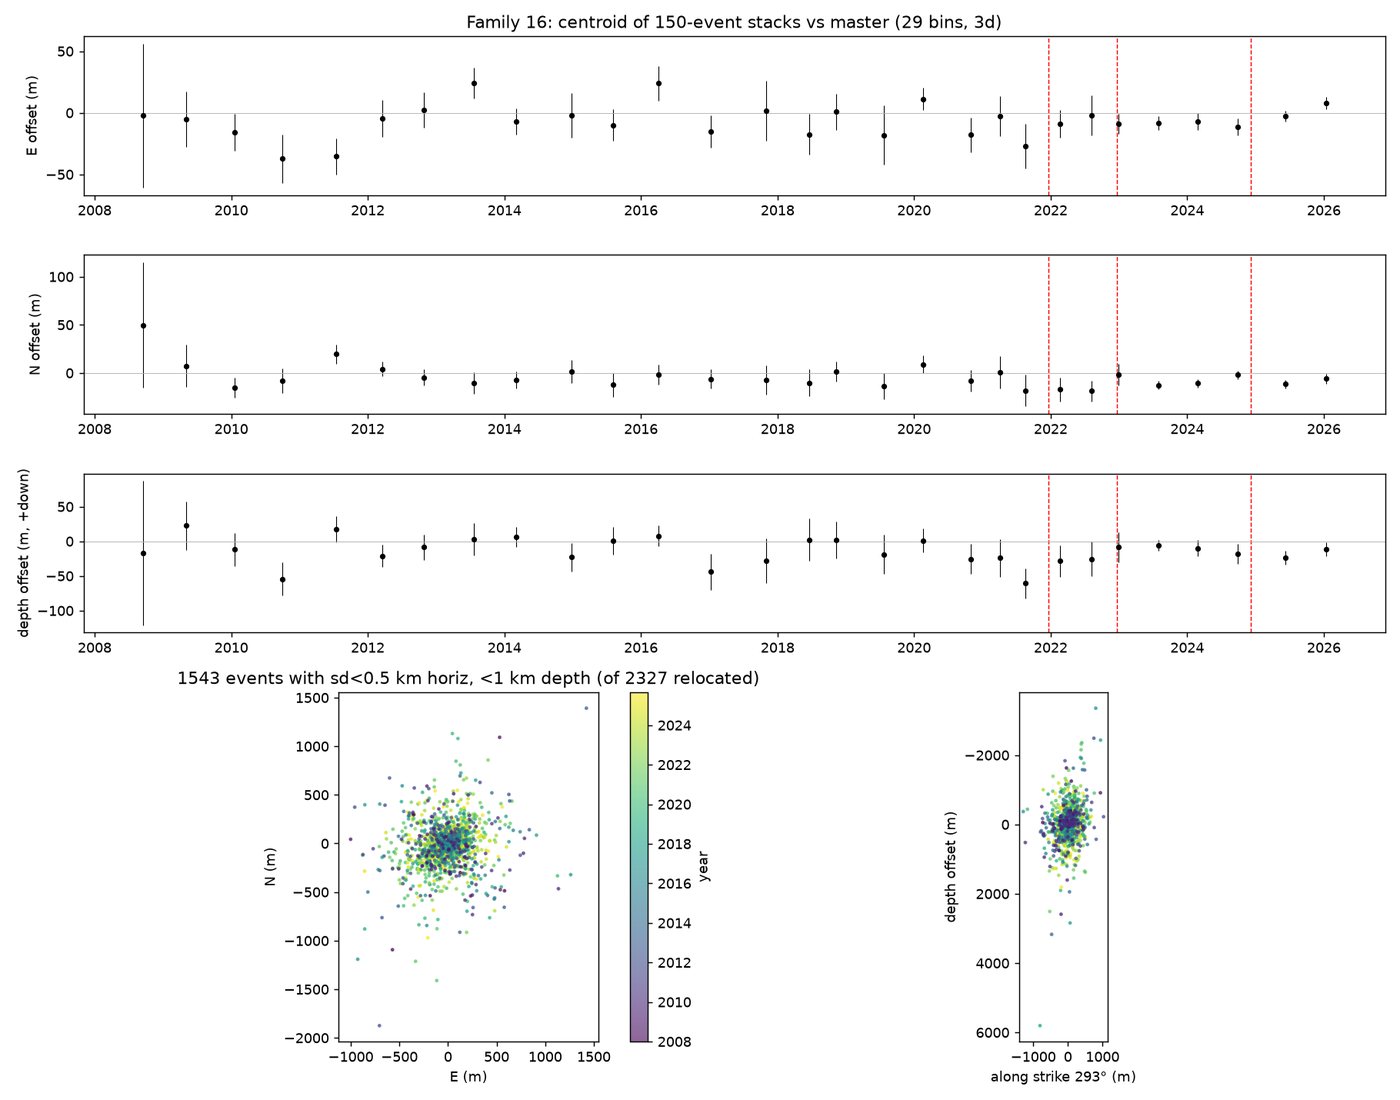 Family 16: centroid of 150-event stacks vs master (29 bins, 3d)
E offset (m)
50
0
−50
2008 2010 2012 2014 2016 2018 2020 2022 2024 2026
N offset (m)
100
50
0
2008 2010 2012 2014 2016 2018 2020 2022 2024 2026
depth offset (m, +down)
50
0
−50
−100
2008 2010 2012 2014 2016 2018 2020 2022 2024 2026
1543 events with sd<0.5 km horiz, <1 km depth (of 2327 relocated)
N (m)
1500
1000
500
0
−500
−1000
−1500
−2000
−1000 −500 0 500 1000 1500
E (m)
2024
2022
2020
2018
2016
2014
2012
2010
2008
year
depth offset (m)
−2000
0
2000
4000
6000
−1000 0 1000
along strike 293° (m)